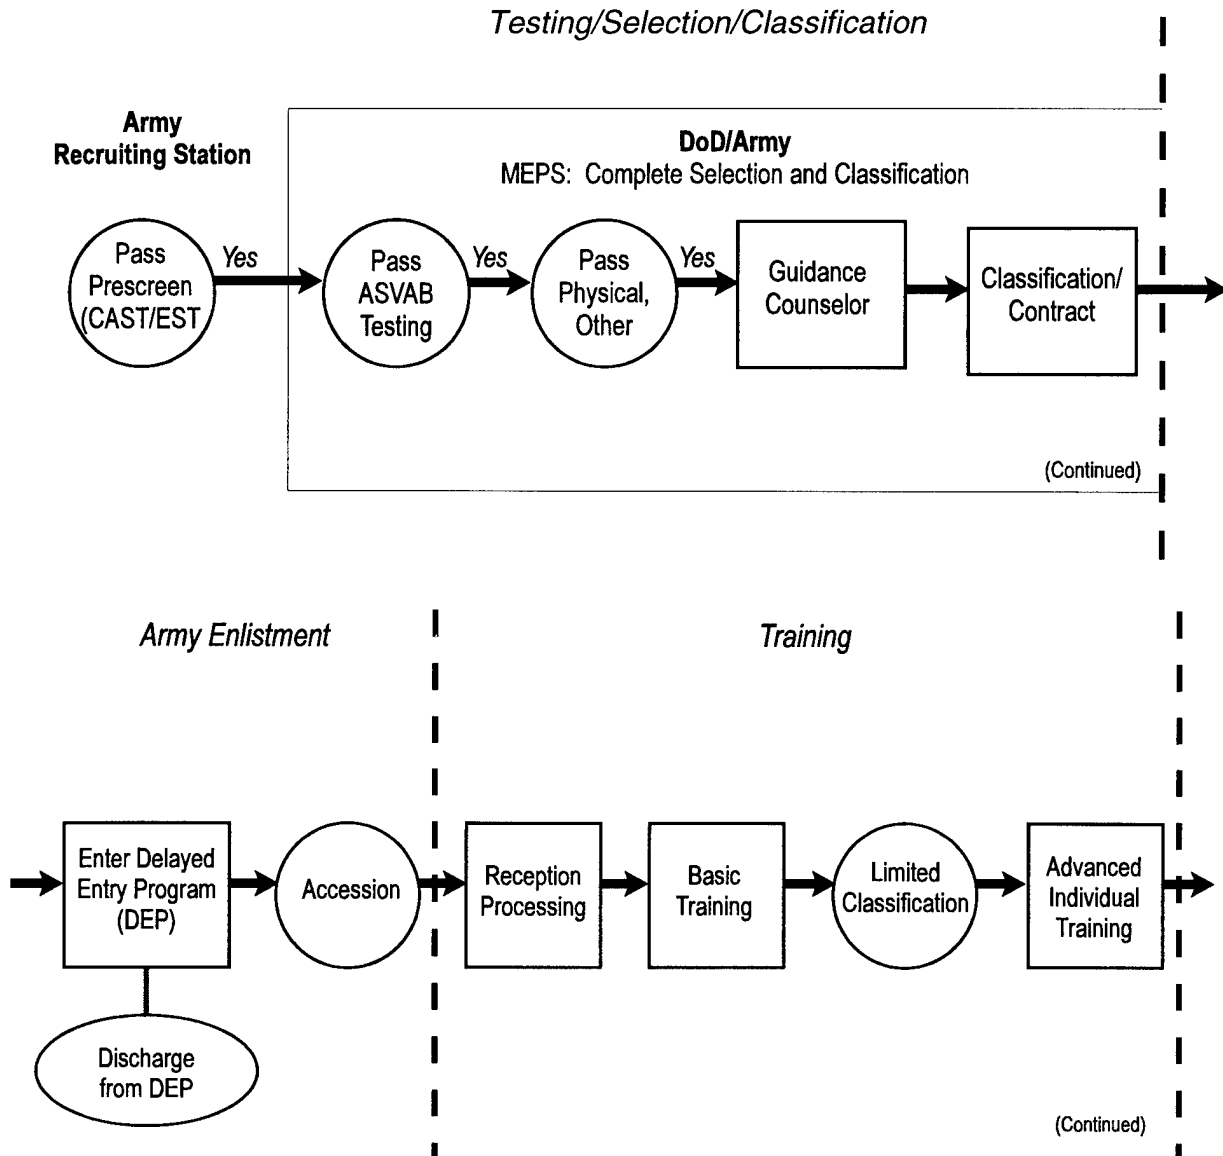 Testing/Selection/Classification
Army
Recruiting Station
DoD/Army
MEPS: Complete Selection and Classification
Pass
Prescreen
(CAST/EST
Yes
Pass
ASVAB
Testing
Yes
Pass
Physical,
Other
Yes
Guidance
Counselor
Classification/
Contract
(Continued)
Army Enlistment
Training
Enter Delayed
Entry Program
(DEP)
Accession
Reception
Processing
Basic
Training
Limited
Classification
Advanced
Individual
Training
Discharge
from DEP
(Continued)